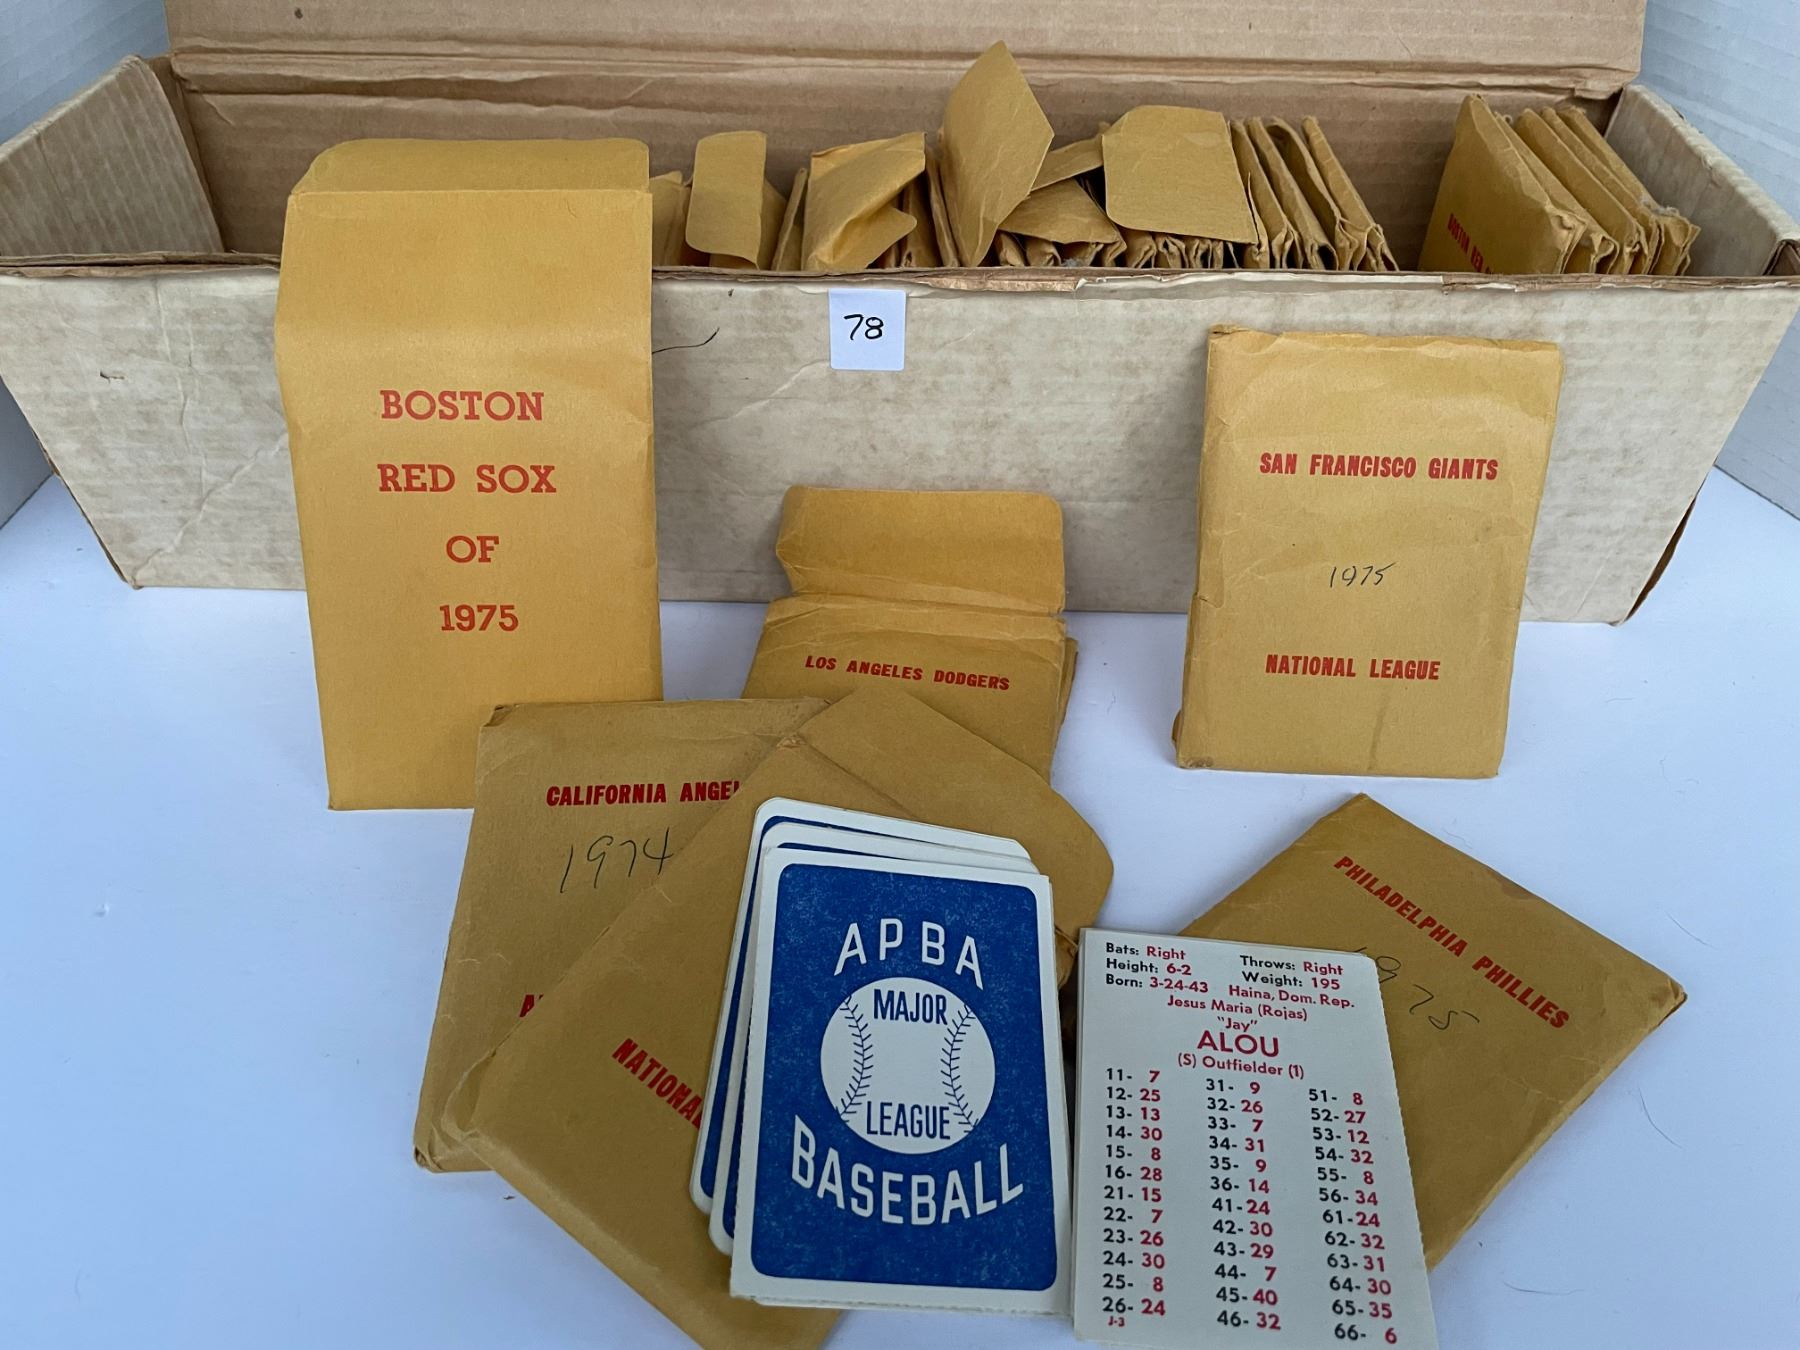 BOSTON RED
78
BOSTON
RED SOX
OF
1975
SAN FRANCISCO GIANTS
1975
NATIONAL LEAGUE
LOS ANGELES DODGERS
CALIFORNIA
1974
NATIONAL
PHILADELPHIA PHILLIES
1975
APBA
MAJOR
LEAGUE
BASEBALL
Bats: Right Throws: Right
Height: 6-2 Weight: 195
Born: 3-24-43 Haina, Dom. Rep.
Jesus Maria (Rojas)
"Jay"
ALOU
(S) Outfielder (1)
11- 7 31- 9 51- 8
12- 25 32- 26 52- 27
13- 13 33- 7 53- 12
14- 30 34- 31 54- 32
15- 8 35- 9 55- 8
16- 28 36- 14 56- 34
21- 15 41- 24 61- 24
22- 7 42- 30 62- 32
23- 26 43- 29 63- 31
24- 30 44- 7 64- 30
25- 8 45- 40 65- 35
26- 24 46- 32 66- 6
J-3